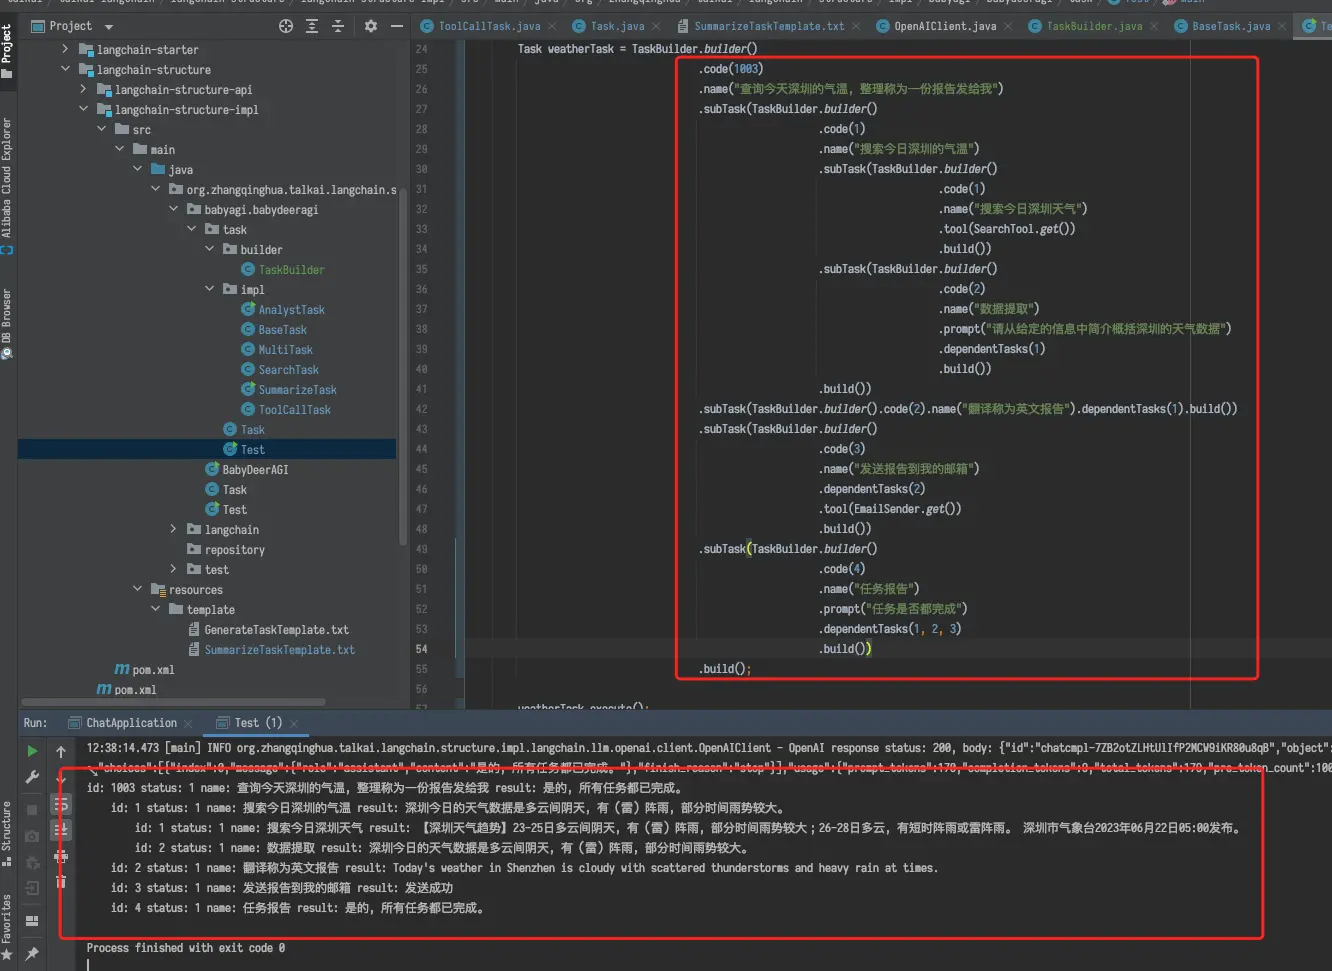 Project
ToolCallTask.java
Task.java
SummarizeTaskTemplate.txt
OpenAIClient.java
TaskBuilder.java
BaseTask.java
Te
Project
Alibaba Cloud Explorer
DB Browser
Structure
Favorites
langchain-starter
langchain-structure
langchain-structure-api
langchain-structure-impl
src
main
java
org.zhangqinghua.talkai.langchain.s
babyagi.babydeeragi
task
builder
TaskBuilder
impl
AnalystTask
BaseTask
MultiTask
SearchTask
SummarizeTask
ToolCallTask
Task
Test
BabyDeerAGI
Task
Test
langchain
repository
test
resources
template
GenerateTaskTemplate.txt
SummarizeTaskTemplate.txt
pom.xml
pom.xml
24 Task weatherTask = TaskBuilder.builder()
25 .code(1003)
26 .name("查询今天深圳的气温，整理称为一份报告发给我")
27 .subTask(TaskBuilder.builder()
28 .code(1)
29 .name("搜索今日深圳的气温")
30 .subTask(TaskBuilder.builder()
31 .code(1)
32 .name("搜索今日深圳天气")
33 .tool(SearchTool.get())
34 .build())
35 .subTask(TaskBuilder.builder()
36 .code(2)
37 .name("数据提取")
38 .prompt("请从给定的信息中简介概括深圳的天气数据")
39 .dependentTasks(1)
40 .build())
41 .build())
42 .subTask(TaskBuilder.builder().code(2).name("翻译称为英文报告").dependentTasks(1).build())
43 .subTask(TaskBuilder.builder()
44 .code(3)
45 .name("发送报告到我的邮箱")
46 .dependentTasks(2)
47 .tool(EmailSender.get())
48 .build())
49 .subTask(TaskBuilder.builder()
50 .code(4)
51 .name("任务报告")
52 .prompt("任务是否都完成")
53 .dependentTasks(1, 2, 3)
54 .build())
55 .build();
56
57 weatherTask.execute();
Run: ChatApplication Test (1)
12:38:14.473 [main] INFO org.zhangqinghua.talkai.langchain.structure.impl.langchain.llm.openai.client.OpenAIClient - OpenAI response status: 200, body: {"id":"chatcmpl-7ZB2otZLHtUlIfP2MCW9iKR80u8qB","object":
"choices":[{"index":0,"message":{"role":"assistant","content":"是的，所有任务都已完成。"},"finish_reason":"stop"}],"usage":{"prompt_tokens":170,"completion_tokens":9,"total_tokens":179,"pre_token_count":100
id: 1003 status: 1 name: 查询今天深圳的气温，整理称为一份报告发给我 result: 是的，所有任务都已完成。
id: 1 status: 1 name: 搜索今日深圳的气温 result: 深圳今日的天气数据是多云间阴天，有（雷）阵雨，部分时间雨势较大。
id: 1 status: 1 name: 搜索今日深圳天气 result: 【深圳天气趋势】23-25日多云间阴天，有（雷）阵雨，部分时间雨势较大；26-28日多云，有短时阵雨或雷阵雨。 深圳市气象台2023年06月22日05:00发布。
id: 2 status: 1 name: 数据提取 result: 深圳今日的天气数据是多云间阴天，有（雷）阵雨，部分时间雨势较大。
id: 2 status: 1 name: 翻译称为英文报告 result: Today's weather in Shenzhen is cloudy with scattered thunderstorms and heavy rain at times.
id: 3 status: 1 name: 发送报告到我的邮箱 result: 发送成功
id: 4 status: 1 name: 任务报告 result: 是的，所有任务都已完成。
Process finished with exit code 0